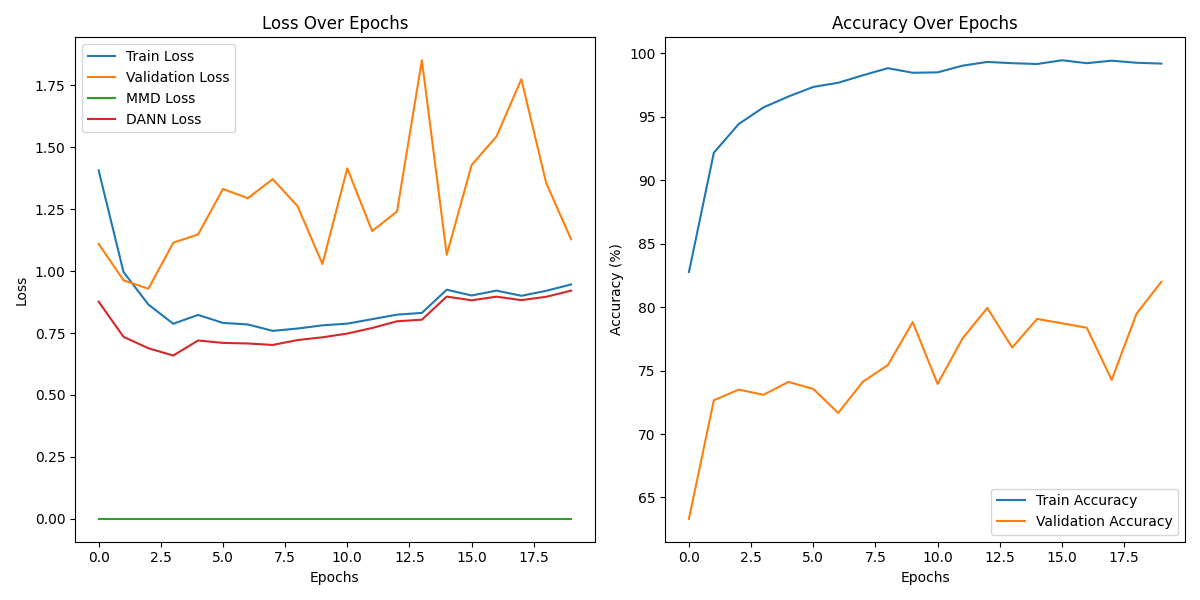 Loss Over Epochs
Train Loss
Validation Loss
MMD Loss
DANN Loss
Loss
1.75
1.50
1.25
1.00
0.75
0.50
0.25
0.00
0.0 2.5 5.0 7.5 10.0 12.5 15.0 17.5
Epochs
Accuracy Over Epochs
Accuracy (%)
100
95
90
85
80
75
70
65
Train Accuracy
Validation Accuracy
0.0 2.5 5.0 7.5 10.0 12.5 15.0 17.5
Epochs